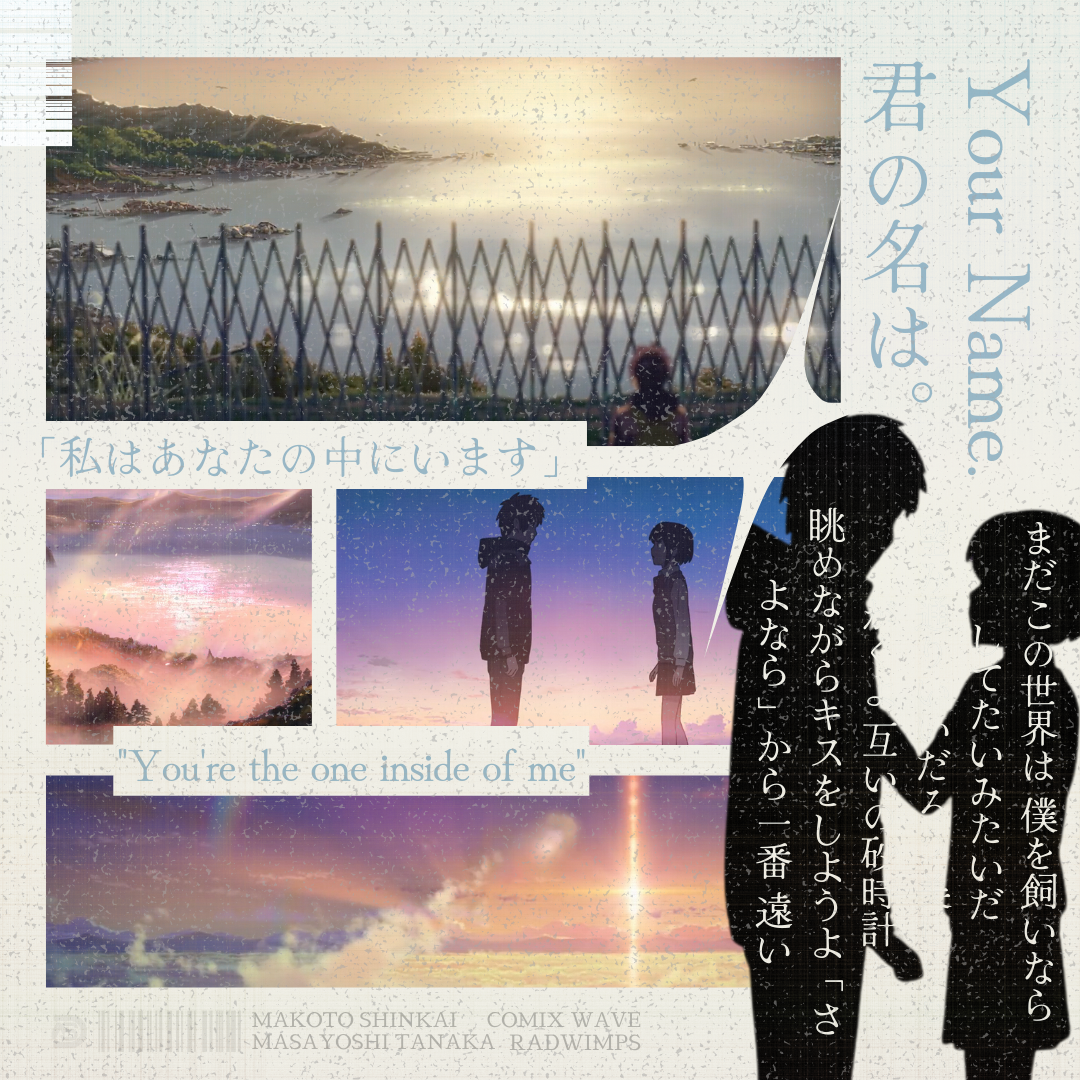 Your Name.
君の名は。
「私はあなたの中にいます」
"You're the one inside of me"
まだこの世界は 僕を飼いなら
してたいみたいだ
いだろ
互いの砂時計
眺めながらキスをしようよ 「さ
よなら」から一番 遠い
MAKOTO SHINKAI COMIX WAVE
MASAYOSHI TANAKA RADWIMPS